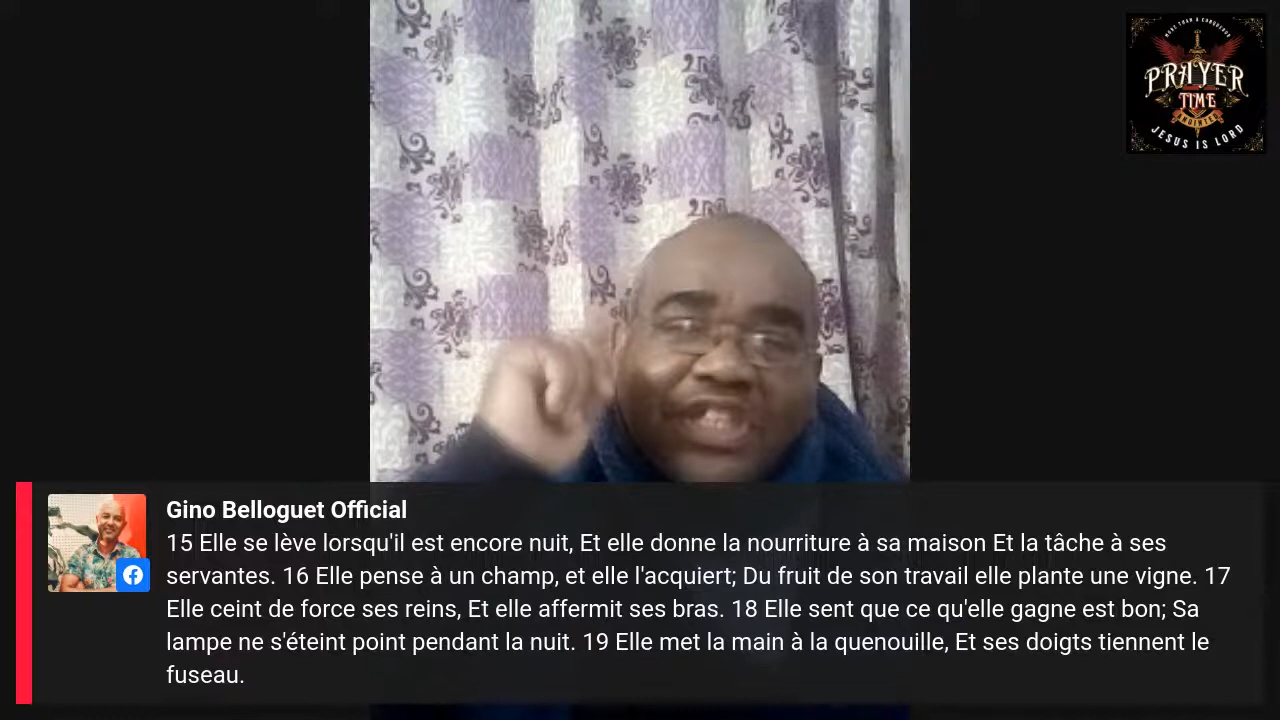 MORE THAN A CONQUEROR
PRAYER
TIME
ANOINTED
JESUS IS LORD
Gino Belloguet Official
15 Elle se lève lorsqu'il est encore nuit, Et elle donne la nourriture à sa maison Et la tâche à ses
servantes. 16 Elle pense à un champ, et elle l'acquiert; Du fruit de son travail elle plante une vigne. 17
Elle ceint de force ses reins, Et elle affermit ses bras. 18 Elle sent que ce qu'elle gagne est bon; Sa
lampe ne s'éteint point pendant la nuit. 19 Elle met la main à la quenouille, Et ses doigts tiennent le
fuseau.